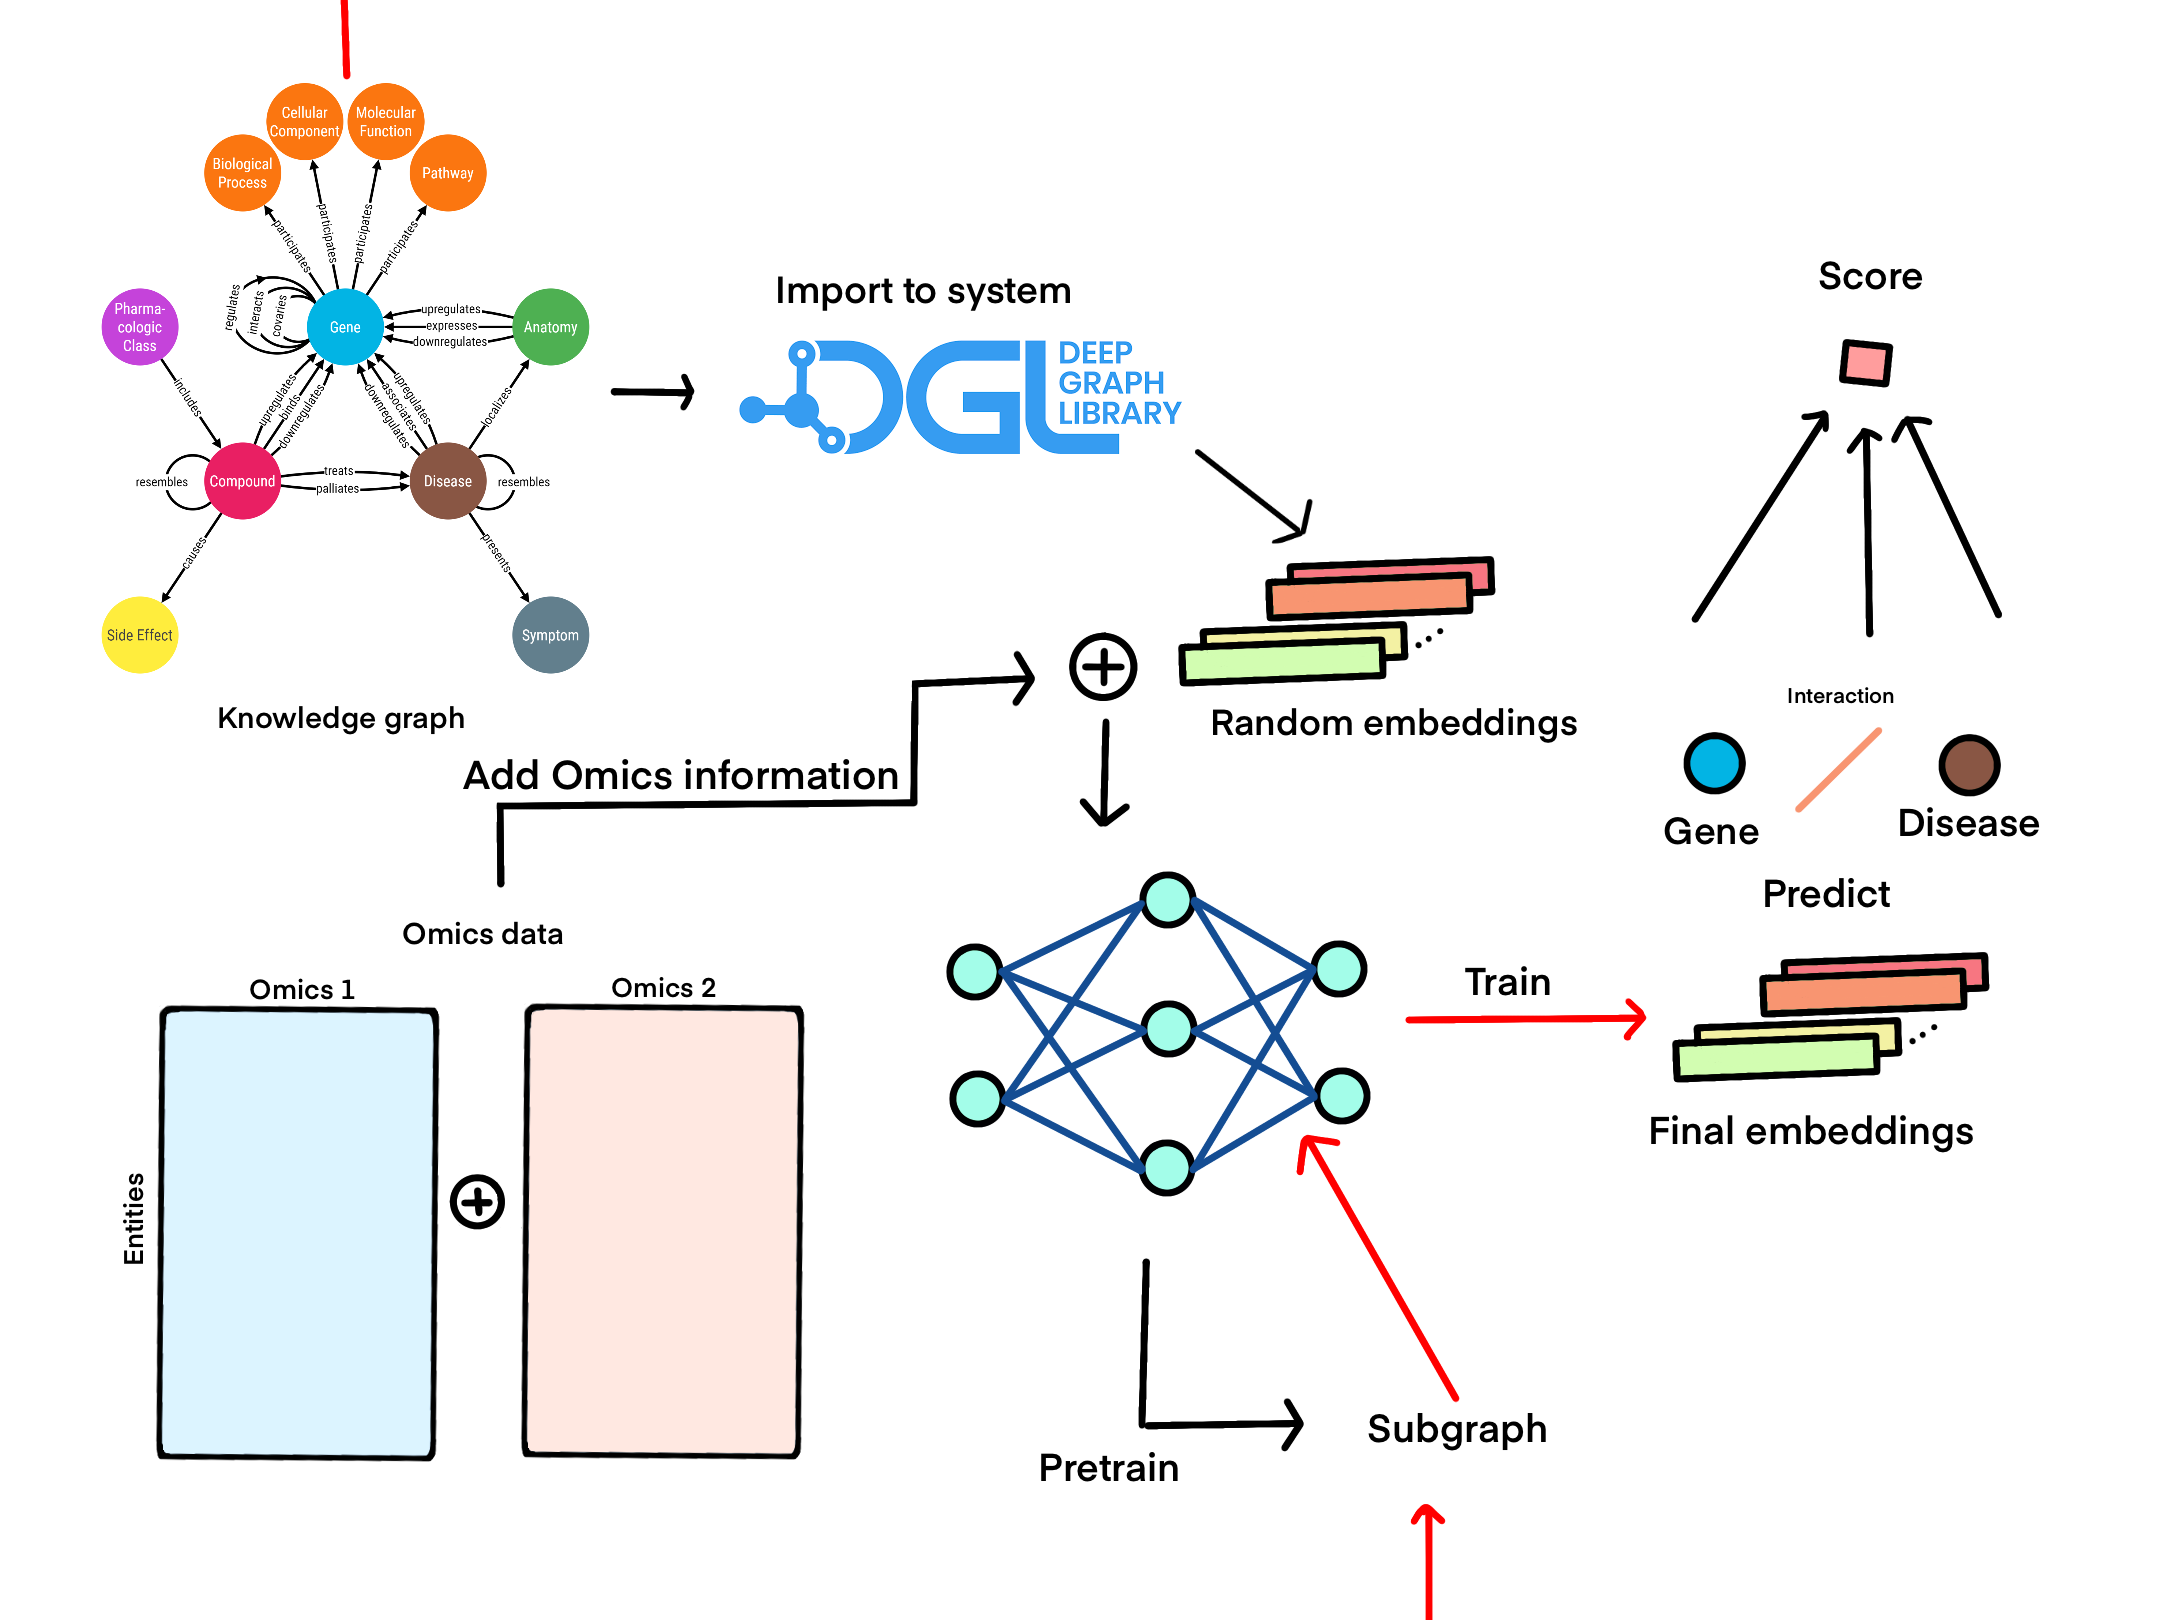 Cellular
Component
Molecular
Function
Biological
Process
Pathway
participates
participates
participates
participates
regulates
interacts
covaries
Pharma-
cologic
Class
Gene
upregulates
expresses
downregulates
Anatomy
includes
upregulates
binds
downregulates
upregulates
associates
downregulates
localizes
resembles
Compound
treats
palliates
Disease
resembles
causes
presents
Side Effect
Symptom
Knowledge graph
Import to system
DGL
DEEP
GRAPH
LIBRARY
Random embeddings
Add Omics information
Omics data
Omics 1
Omics 2
Entities
Pretrain
Subgraph
Train
Final embeddings
Predict
Gene
Interaction
Disease
Score